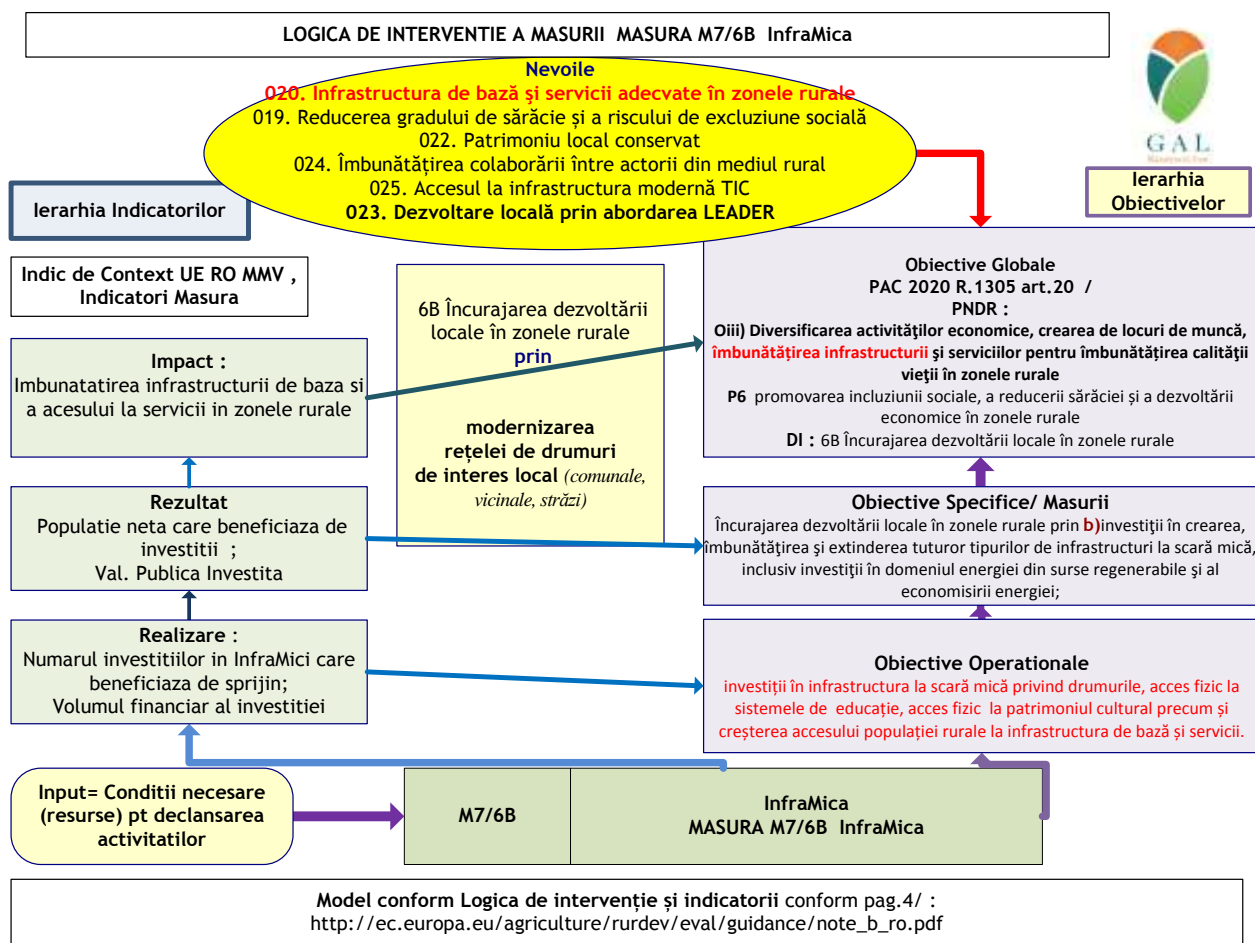 LOGICA DE INTERVENTIE A MASURII MASURA M7/6B InfraMica
Nevoile
020. Infrastructura de bază şi servicii adecvate în zonele rurale
019. Reducerea gradului de sărăcie și a riscului de excluziune socială
022. Patrimoniu local conservat
024. Îmbunătățirea colaborării între actorii din mediul rural
025. Accesul la infrastructura modernă TIC
023. Dezvoltare locală prin abordarea LEADER
GAL
Ierarhia Indicatorilor
Ierarhia
Obiectivelor
Indic de Context UE RO MMV ,
Indicatori Masura
6B Încurajarea dezvoltării
locale în zonele rurale
prin
modernizarea
rețelei de drumuri
de interes local (comunale,
vicinale, străzi)
Obiective Globale
PAC 2020 R.1305 art.20 /
PNDR :
Oiii) Diversificarea activităţilor economice, crearea de locuri de muncă,
îmbunătățirea infrastructurii şi serviciilor pentru îmbunătățirea calităţii
vieţii în zonele rurale
P6 promovarea incluziunii sociale, a reducerii sărăciei și a dezvoltării
economice în zonele rurale
DI : 6B Încurajarea dezvoltării locale în zonele rurale
Impact :
Imbunatatirea infrastructurii de baza si
a acesului la servicii in zonele rurale
Rezultat
Populatie neta care beneficiaza de
investitii ;
Val. Publica Investita
Obiective Specifice/ Masurii
Încurajarea dezvoltării locale în zonele rurale prin b)investiţii în crearea,
îmbunătăţirea şi extinderea tuturor tipurilor de infrastructuri la scară mică,
inclusiv investiţii în domeniul energiei din surse regenerabile şi al
economisirii energiei;
Realizare :
Numarul investitiilor in InfraMici care
beneficiaza de sprijin;
Volumul financiar al investitiei
Obiective Operationale
investiții în infrastructura la scară mică privind drumurile, acces fizic la
sistemele de educație, acces fizic la patrimoniul cultural precum și
creșterea accesului populației rurale la infrastructura de bază și servicii.
Input= Conditii necesare
(resurse) pt declansarea
activitatilor
M7/6B
InfraMica
MASURA M7/6B InfraMica
Model conform Logica de intervenție și indicatorii conform pag.4/ :
http://ec.europa.eu/agriculture/rurdev/eval/guidance/note_b_ro.pdf